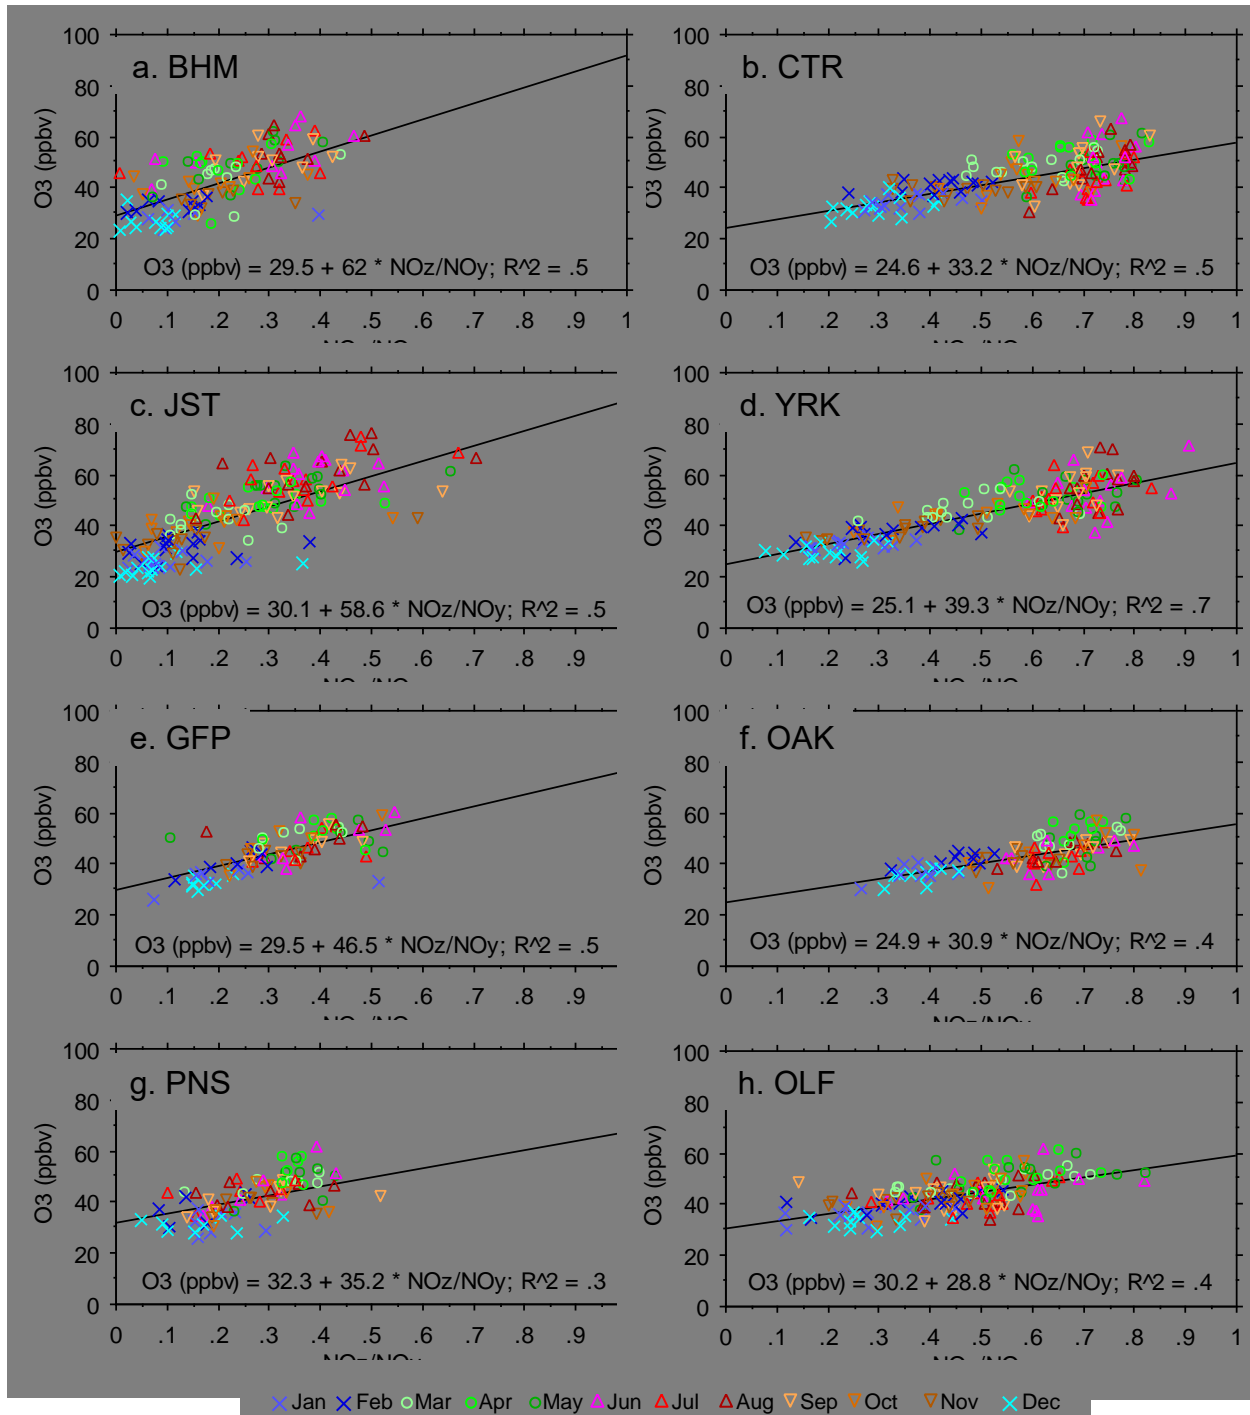 a. BHM
O3 (ppbv)
100
80
60
40
20
0
O3 (ppbv) = 29.5 + 62 * NOz/NOy; R^2 = .5
0 .1 .2 .3 .4 .5 .6 .7 .8 .9 1
b. CTR
O3 (ppbv)
100
80
60
40
20
0
O3 (ppbv) = 24.6 + 33.2 * NOz/NOy; R^2 = .5
0 .1 .2 .3 .4 .5 .6 .7 .8 .9 1
c. JST
O3 (ppbv)
100
80
60
40
20
0
O3 (ppbv) = 30.1 + 58.6 * NOz/NOy; R^2 = .5
0 .1 .2 .3 .4 .5 .6 .7 .8 .9
d. YRK
O3 (ppbv)
100
80
60
40
20
0
O3 (ppbv) = 25.1 + 39.3 * NOz/NOy; R^2 = .7
0 .1 .2 .3 .4 .5 .6 .7 .8 .9 1
e. GFP
O3 (ppbv)
100
80
60
40
20
0
O3 (ppbv) = 29.5 + 46.5 * NOz/NOy; R^2 = .5
0 .1 .2 .3 .4 .5 .6 .7 .8 .9
f. OAK
O3 (ppbv)
100
80
60
40
20
0
O3 (ppbv) = 24.9 + 30.9 * NOz/NOy; R^2 = .4
0 .1 .2 .3 .4 .5 .6 .7 .8 .9 1
NOz/NOy
g. PNS
O3 (ppbv)
100
80
60
40
20
0
O3 (ppbv) = 32.3 + 35.2 * NOz/NOy; R^2 = .3
0 .1 .2 .3 .4 .5 .6 .7 .8 .9
NOz/NOy
h. OLF
O3 (ppbv)
100
80
60
40
20
0
O3 (ppbv) = 30.2 + 28.8 * NOz/NOy; R^2 = .4
0 .1 .2 .3 .4 .5 .6 .7 .8 .9 1
Jan Feb Mar Apr May Jun Jul Aug Sep Oct Nov Dec